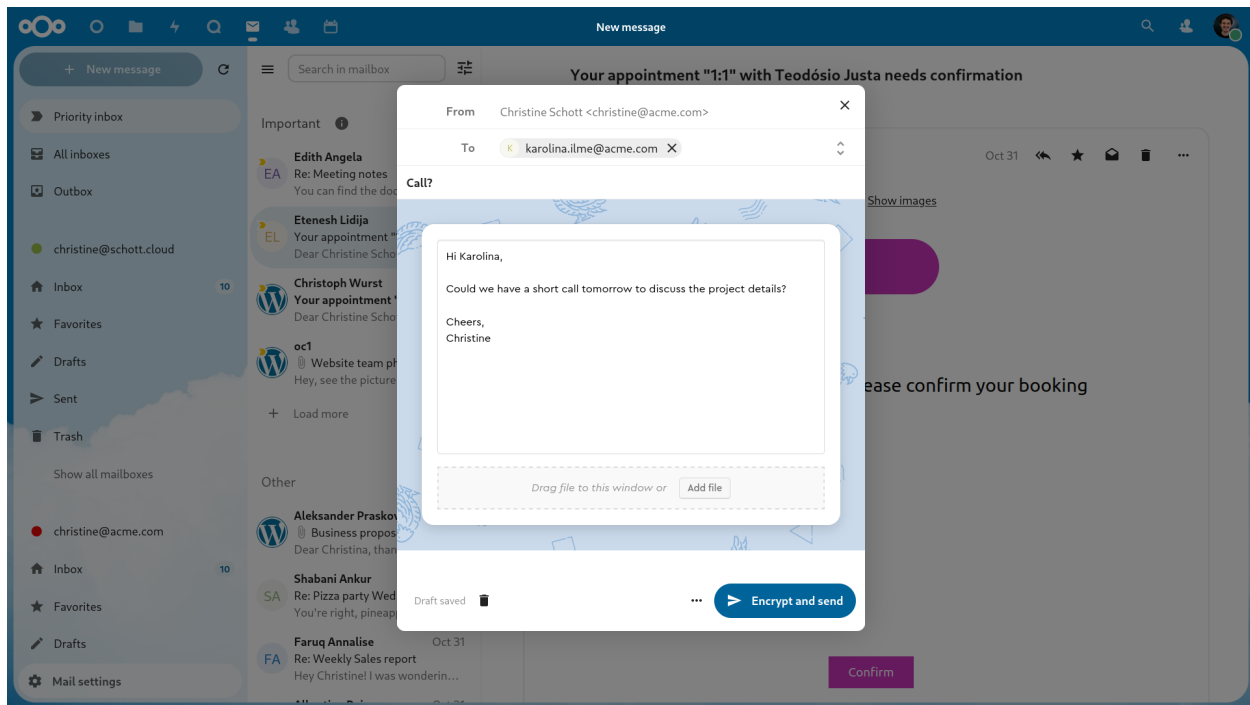 New message
+ New message
Search in mailbox
Your appointment "1:1" with Teodósio Justa needs confirmation
Priority inbox
All inboxes
Outbox
christine@schott.cloud
Inbox 10
Favorites
Drafts
Sent
Trash
Show all mailboxes
christine@acme.com
Inbox 10
Favorites
Drafts
Mail settings
Important
EA
Edith Angela
Re: Meeting notes
You can find the doc
EL
Etenesh Lidija
Your appointment "
Dear Christine Scho
Christoph Wurst
Your appointment "
Dear Christine Scho
oc1
Website team ph
Hey, see the picture
+ Load more
Other
Aleksander Praskov
Business propos
Dear Christina, than
SA
Shabani Ankur
Re: Pizza party Wed
You're right, pineap
FA
Faruq Annalise Oct 31
Re: Weekly Sales report
Hey Christine! I was wonderin...
From Christine Schott <christine@acme.com>
To K karolina.ilme@acme.com
Call?
Hi Karolina,
Could we have a short call tomorrow to discuss the project details?
Cheers,
Christine
Drag file to this window or Add file
Draft saved
Encrypt and send
Oct 31
Show images
ease confirm your booking
Confirm